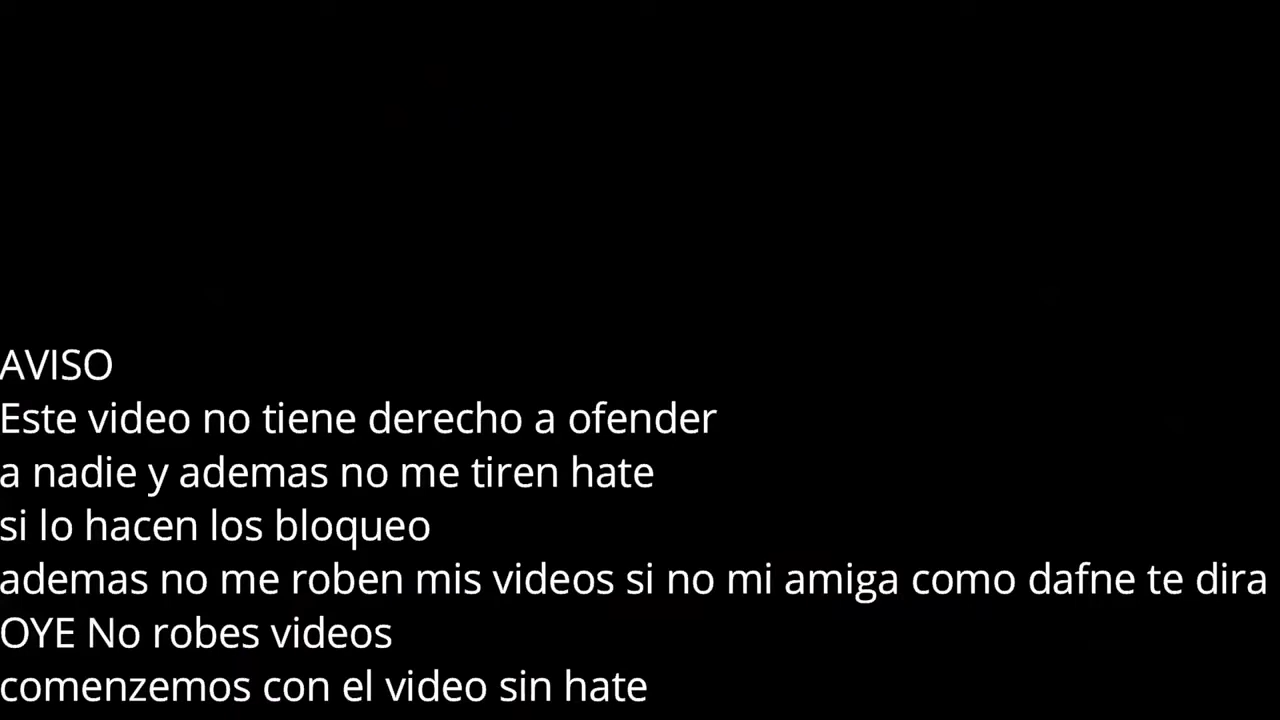 AVISO
Este video no tiene derecho a ofender
a nadie y ademas no me tiren hate
si lo hacen los bloqueo
ademas no me roben mis videos si no mi amiga como dafne te dira
OYE No robes videos
comenzemos con el video sin hate